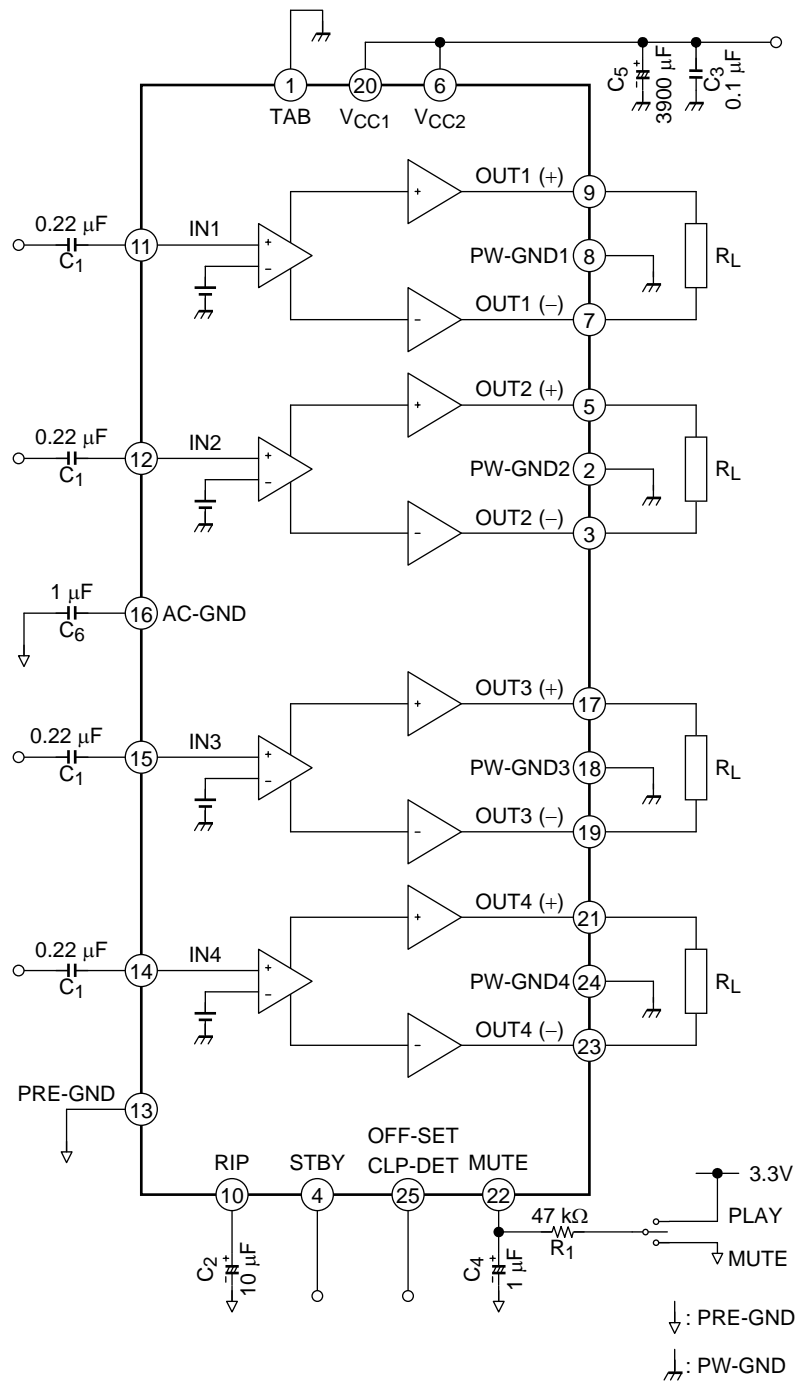 C5
3900 μF
C3
0.1 μF
1
20
6
TAB
VCC1
VCC2
OUT1 (+)
9
0.22 μF
C1
11
IN1
+
−
+
PW-GND1
8
RL
−
OUT1 (−)
7
OUT2 (+)
5
0.22 μF
C1
12
IN2
+
−
+
PW-GND2
2
RL
−
OUT2 (−)
3
1 μF
C6
16
AC-GND
OUT3 (+)
17
0.22 μF
C1
15
IN3
+
−
+
PW-GND3
18
RL
−
OUT3 (−)
19
OUT4 (+)
21
0.22 μF
C1
14
IN4
+
−
+
PW-GND4
24
RL
−
OUT4 (−)
23
PRE-GND
13
RIP
STBY
OFF-SET
CLP-DET
MUTE
10
4
25
22
3.3V
47 kΩ
R1
PLAY
MUTE
C2
10 μF
C4
1 μF
: PRE-GND
: PW-GND